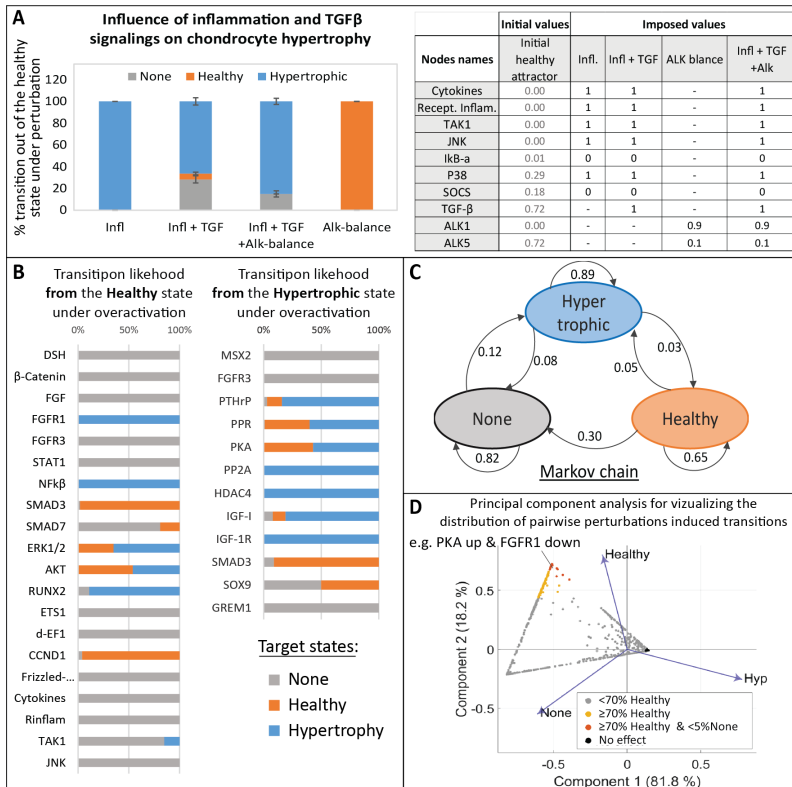 A
Influence of inflammation and TGFβ
signalings on chondrocyte hypertrophy
% transition out of the healthy
state under perturbation
None Healthy Hypertrophic
120
100
80
60
40
20
0
Infl
Infl + TGF
Infl + TGF
+Alk-balance
Alk-balance
Initial values Imposed values
Nodes names Initial healthy attractor Infl. Infl + TGF ALK blance Infl + TGF +Alk
Cytokines 0.00 1 1 - 1
Recept. Inflam. 0.00 1 1 - 1
TAK1 0.00 1 1 - 1
JNK 0.00 1 1 - 1
IkB-a 0.01 0 0 - 0
P38 0.29 1 1 - 1
SOCS 0.18 0 0 - 0
TGF-β 0.72 - 1 1
ALK1 0.00 - - 0.9 0.9
ALK5 0.72 - - 0.1 0.1
B
Transitipon likehood
from the Healthy state
under overactivation
0% 50% 100%
DSH
β-Catenin
FGF
FGFR1
FGFR3
STAT1
NFkβ
SMAD3
SMAD7
ERK1/2
AKT
RUNX2
ETS1
d-EF1
CCND1
Frizzled-...
Cytokines
Rinflam
TAK1
JNK
Transitipon likehood
from the Hypertrophic state
under overactivation
0% 50% 100%
MSX2
FGFR3
PTHrP
PPR
PKA
PP2A
HDAC4
IGF-I
IGF-1R
SMAD3
SOX9
GREM1
Target states:
None
Healthy
Hypertrophy
C
0.89
Hyper
trophic
0.12
0.08
0.05
0.03
None
Healthy
0.30
0.82
0.65
Markov chain
D
Principal component analysis for vizualizing the
distribution of pairwise perturbations induced transitions
e.g. PKA up & FGFR1 down
Healthy
Hyp
None
Component 2 (18.2 %)
0.5
0
-0.5
<70% Healthy
≥70% Healthy
≥70% Healthy & <5%None
No effect
-0.5 0 0.5
Component 1 (81.8 %)